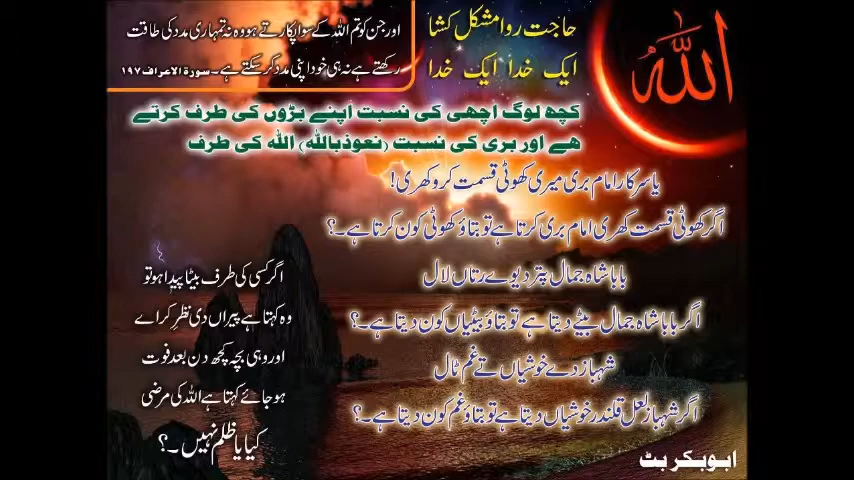 اللہ
حاجت روا مشکل کشا
ایک خدا ایک خدا
اور جن کو تم اللہ کے سوا پکارتے ہو وہ نہ تمہاری مدد کی طاقت
رکھتے ہے نہ ہی خود اپنی مدد کر سکتے ہے۔ سورة الاعراف ۱۹۷
کچھ لوگ اچھی کی نسبت اپنے بڑوں کی طرف کرتے
ھے اور بری کی نسبت (نعوذباللہ) اللہ کی طرف
یا سرکار امام بری میری کھوٹی قسمت کرو کھری!
اگر کھوٹی قسمت کھری امام بری کرتا ہے تو بتاؤ کھوٹی کون کرتا ہے۔؟
بابا شاہ جمال پتر دیوے رتاں لال
اگر بابا شاہ جمال بیٹے دیتا ہے تو بتاؤ بیٹیاں کون دیتا ہے۔؟
شہباز دے خوشیاں تے غم ٹال
اگر شہباز لعل قلندر خوشیاں دیتا ہے تو بتاؤ غم کون دیتا ہے۔؟
اگر کسی کی طرف بیٹا پیدا ہو تو
وہ کہتا ہے پیراں دی نظر کرا ے
اور وہی بچہ کچھ دن بعد فوت
ہو جائے کہتا ہے اللہ کی مرضی
کیا یا ظلم نہیں۔؟
ابوبکر بٹ